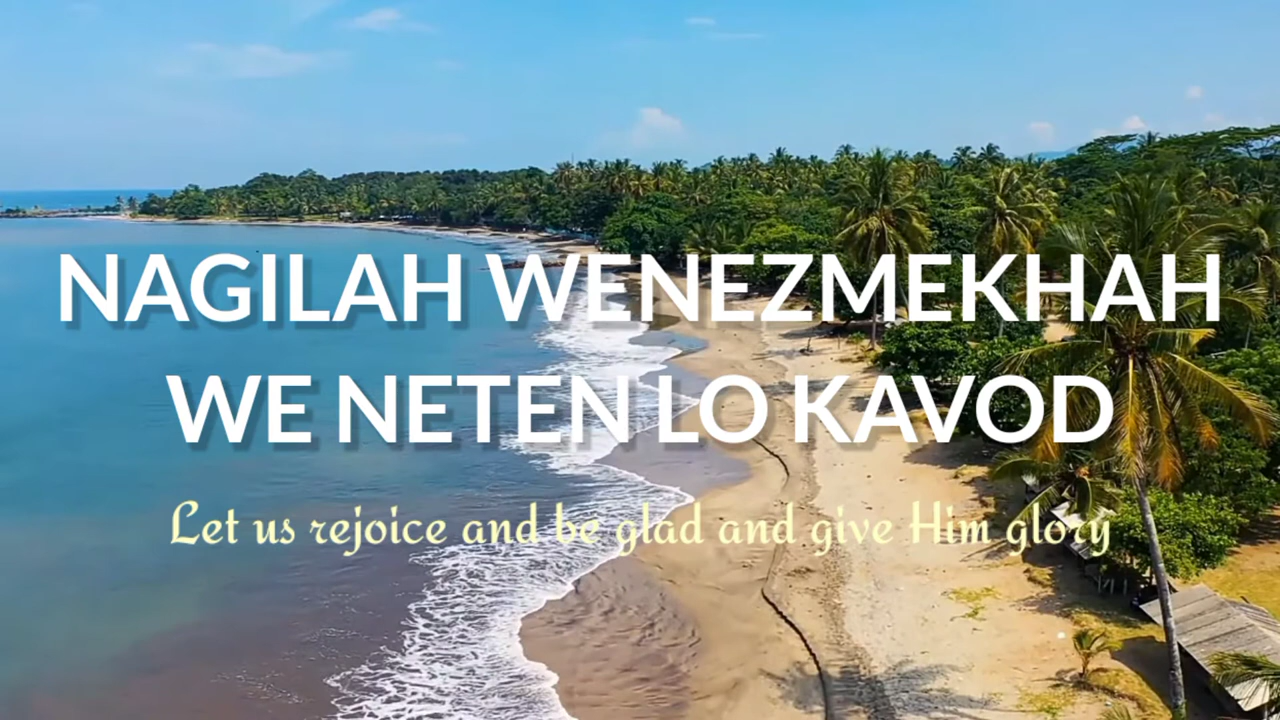 NAGILAH WENEZMEKHAH
WE NETEN LO KAVOD
Let us rejoice and be glad and give Him glory